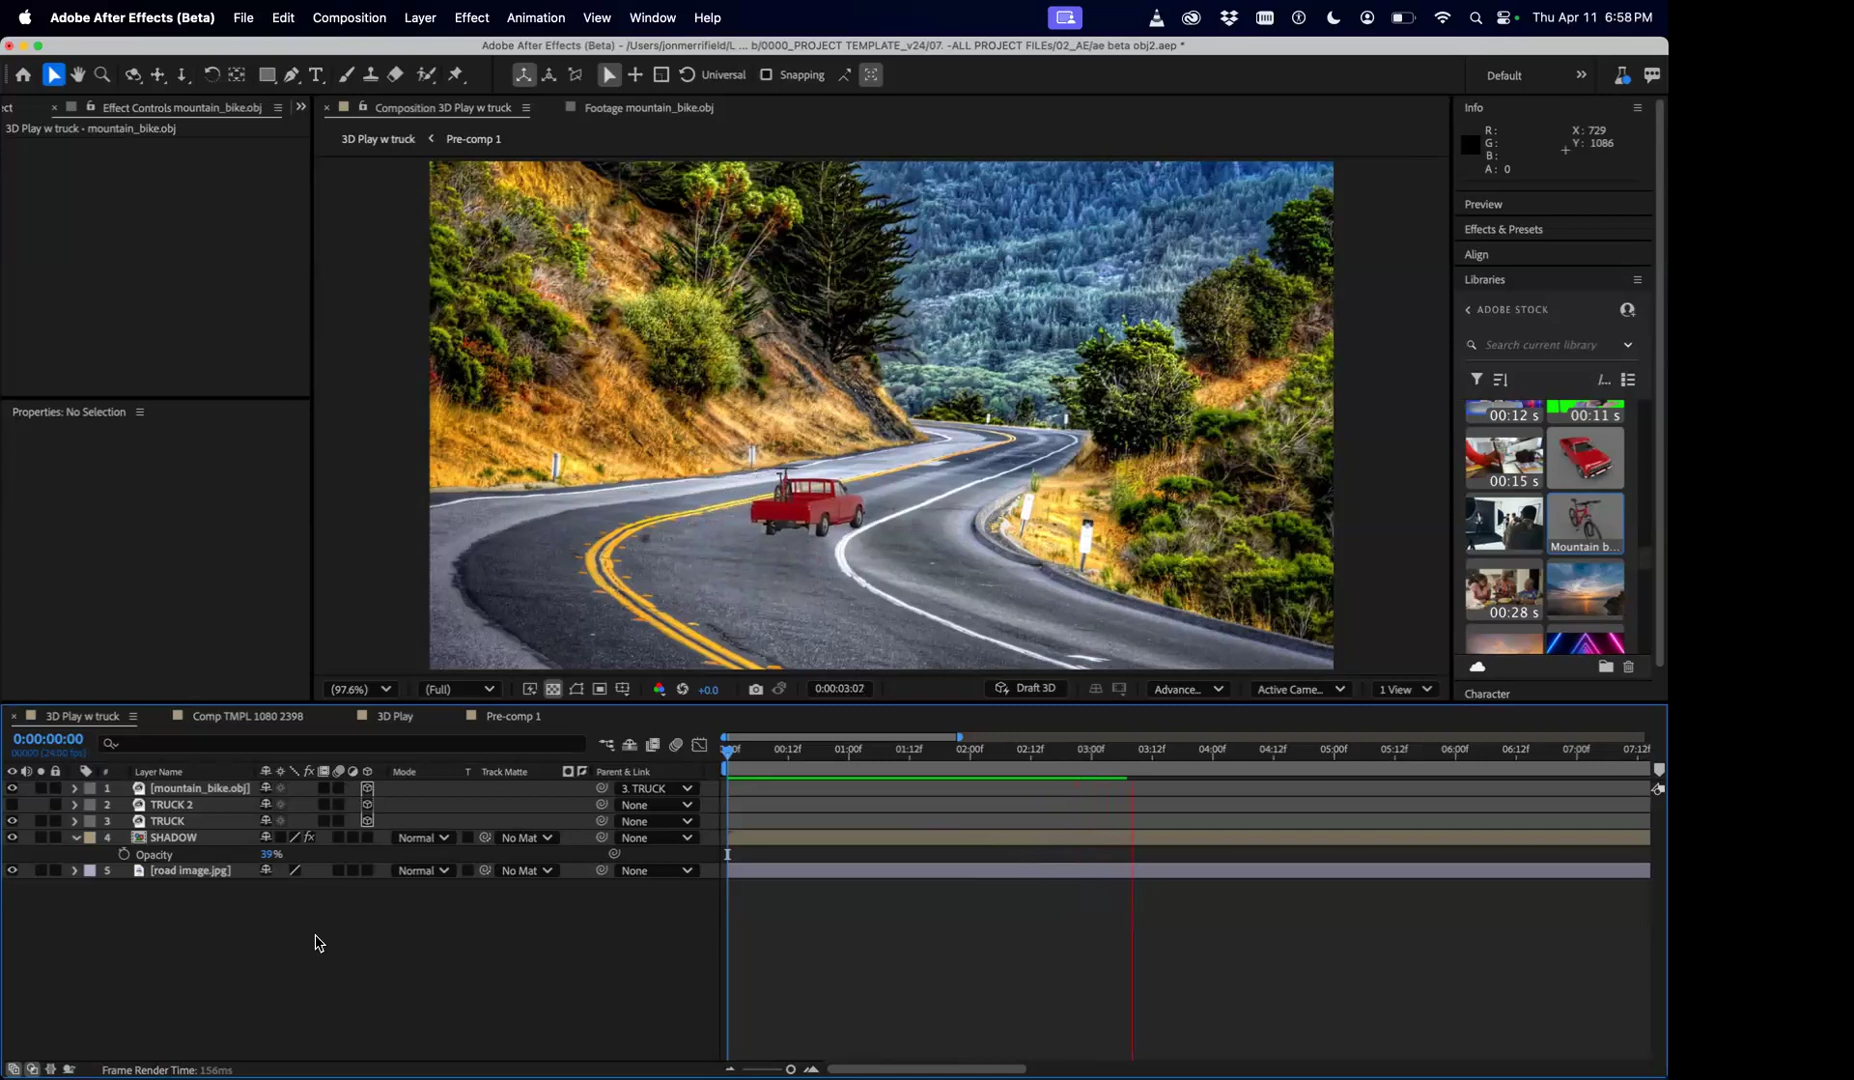 Adobe After Effects (Beta) File Edit Composition Layer Effect Animation View Window Help Thu Apr 11 6:58 PM
Adobe After Effects (Beta) - /Users/jonmerrifield/L ... b/0000_PROJECT TEMPLATE_v24/07. -ALL PROJECT FILEs/02_AE/ae beta obj2.aep *
Universal Snapping Default
ect Effect Controls mountain_bike.obj Composition 3D Play w truck Footage mountain_bike.obj Info
3D Play w truck - mountain_bike.obj
3D Play w truck Pre-comp 1
R: X: 729
G: Y: 1086
B:
A: 0
Preview
Effects & Presets
Align
Libraries
ADOBE STOCK
Search current library
00:12 s 00:11 s
Properties: No Selection
00:15 s
Mountain b...
00:28 s
(97.6%) (Full) +0.0 0:00:03:07 Draft 3D Advance... Active Came... 1 View
Character
3D Play w truck Comp TMPL 1080 2398 3D Play Pre-comp 1
0:00:00:00
00000 (24.00 fps)
00:12f 01:00f 01:12f 02:00f 02:12f 03:00f 03:12f 04:00f 04:12f 05:00f 05:12f 06:00f 06:12f 07:00f 07:12f
# Layer Name fx Mode T Track Matte Parent & Link
1 [mountain_bike.obj] 3. TRUCK
2 TRUCK 2 None
3 TRUCK None
4 SHADOW fx Normal No Mat None
Opacity 39%
5 [road image.jpg] Normal No Mat None
Frame Render Time: 156ms